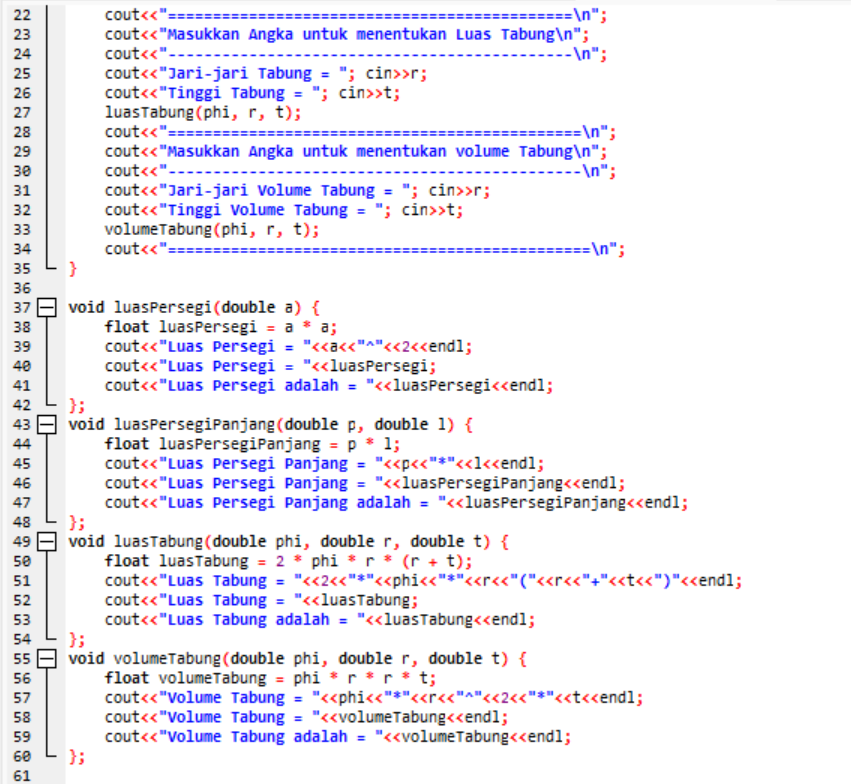 22 cout<<"=============================================\n";
23 cout<<"Masukkan Angka untuk menentukan Luas Tabung\n";
24 cout<<"---------------------------------------------\n";
25 cout<<"Jari-jari Tabung = "; cin>>r;
26 cout<<"Tinggi Tabung = "; cin>>t;
27 luasTabung(phi, r, t);
28 cout<<"==============================================\n";
29 cout<<"Masukkan Angka untuk menentukan volume Tabung\n";
30 cout<<"----------------------------------------------\n";
31 cout<<"Jari-jari Volume Tabung = "; cin>>r;
32 cout<<"Tinggi Volume Tabung = "; cin>>t;
33 volumeTabung(phi, r, t);
34 cout<<"===============================================\n";
35 }
36
37 void luasPersegi(double a) {
38 float luasPersegi = a * a;
39 cout<<"Luas Persegi = "<<a<<"^"<<2<<endl;
40 cout<<"Luas Persegi = "<<luasPersegi;
41 cout<<"Luas Persegi adalah = "<<luasPersegi<<endl;
42 };
43 void luasPersegiPanjang(double p, double l) {
44 float luasPersegiPanjang = p * l;
45 cout<<"Luas Persegi Panjang = "<<p<<"*"<<l<<endl;
46 cout<<"Luas Persegi Panjang = "<<luasPersegiPanjang<<endl;
47 cout<<"Luas Persegi Panjang adalah = "<<luasPersegiPanjang<<endl;
48 };
49 void luasTabung(double phi, double r, double t) {
50 float luasTabung = 2 * phi * r * (r + t);
51 cout<<"Luas Tabung = "<<2<<"*"<<phi<<"*"<<r<<"("<<r<<"+"<<t<<")"<<endl;
52 cout<<"Luas Tabung = "<<luasTabung;
53 cout<<"Luas Tabung adalah = "<<luasTabung<<endl;
54 };
55 void volumeTabung(double phi, double r, double t) {
56 float volumeTabung = phi * r * r * t;
57 cout<<"Volume Tabung = "<<phi<<"*"<<r<<"^"<<2<<"*"<<t<<endl;
58 cout<<"Volume Tabung = "<<volumeTabung<<endl;
59 cout<<"Volume Tabung adalah = "<<volumeTabung<<endl;
60 };
61